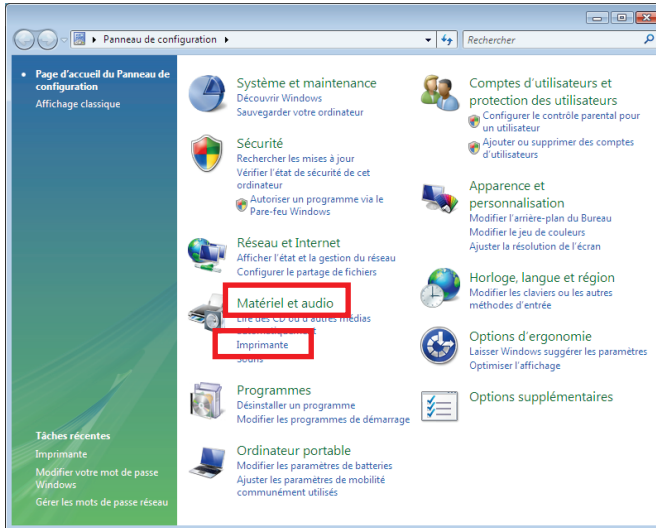 Panneau de configuration
Rechercher
Page d'accueil du Panneau de
configuration
Affichage classique
Système et maintenance
Découvrir Windows
Sauvegarder votre ordinateur
Sécurité
Rechercher les mises à jour
Vérifier l'état de sécurité de cet
ordinateur
Autoriser un programme via le
Pare-feu Windows
Réseau et Internet
Afficher l'état et la gestion du réseau
Configurer le partage de fichiers
Matériel et audio
Lire des CD ou d'autres médias
automatiquement
Imprimante
Souris
Programmes
Désinstaller un programme
Modifier les programmes de démarrage
Ordinateur portable
Modifier les paramètres de batteries
Ajuster les paramètres de mobilité
communément utilisés
Comptes d'utilisateurs et
protection des utilisateurs
Configurer le contrôle parental pour
un utilisateur
Ajouter ou supprimer des comptes
d'utilisateurs
Apparence et
personnalisation
Modifier l'arrière-plan du Bureau
Modifier le jeu de couleurs
Ajuster la résolution de l'écran
Horloge, langue et région
Modifier les claviers ou les autres
méthodes d'entrée
Options d'ergonomie
Laisser Windows suggérer les paramètres
Optimiser l'affichage
Options supplémentaires
Tâches récentes
Imprimante
Modifier votre mot de passe
Windows
Gérer les mots de passe réseau